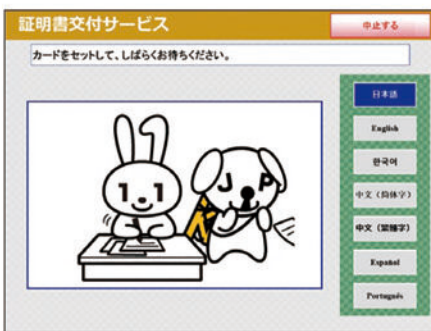 証明書交付サービス
中止する
カードをセットして、しばらくお待ちください。
日本語
English
한국어
中文（简体字）
中文（繁體字）
Español
Português
11
JP